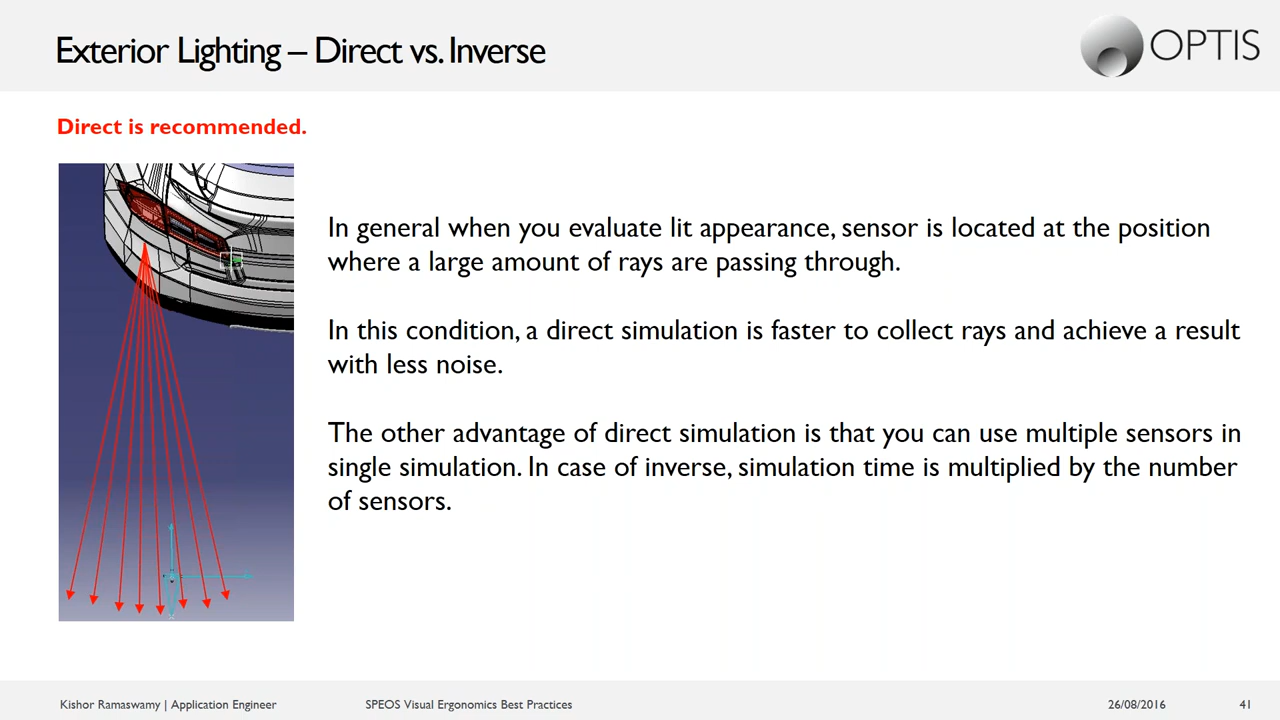 Exterior Lighting – Direct vs. Inverse
OPTIS
Direct is recommended.
In general when you evaluate lit appearance, sensor is located at the position
where a large amount of rays are passing through.
In this condition, a direct simulation is faster to collect rays and achieve a result
with less noise.
The other advantage of direct simulation is that you can use multiple sensors in
single simulation. In case of inverse, simulation time is multiplied by the number
of sensors.
Kishor Ramaswamy | Application Engineer
SPEOS Visual Ergonomics Best Practices
26/08/2016
41